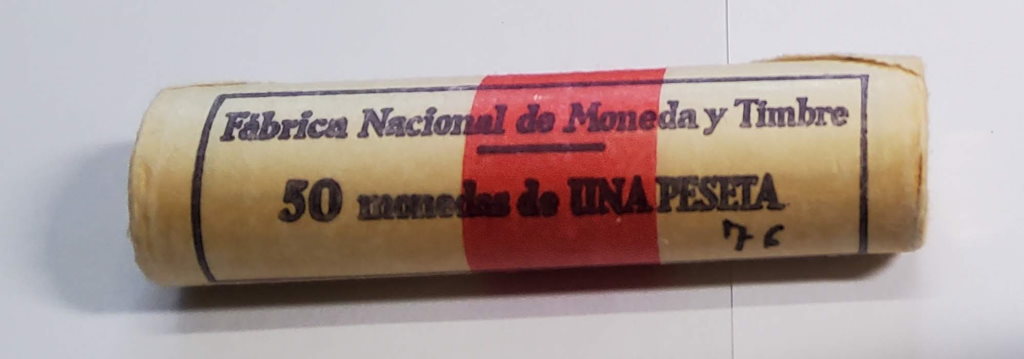 Fábrica Nacional de Moneda y Timbre
50 monedas de UNA PESETA
76